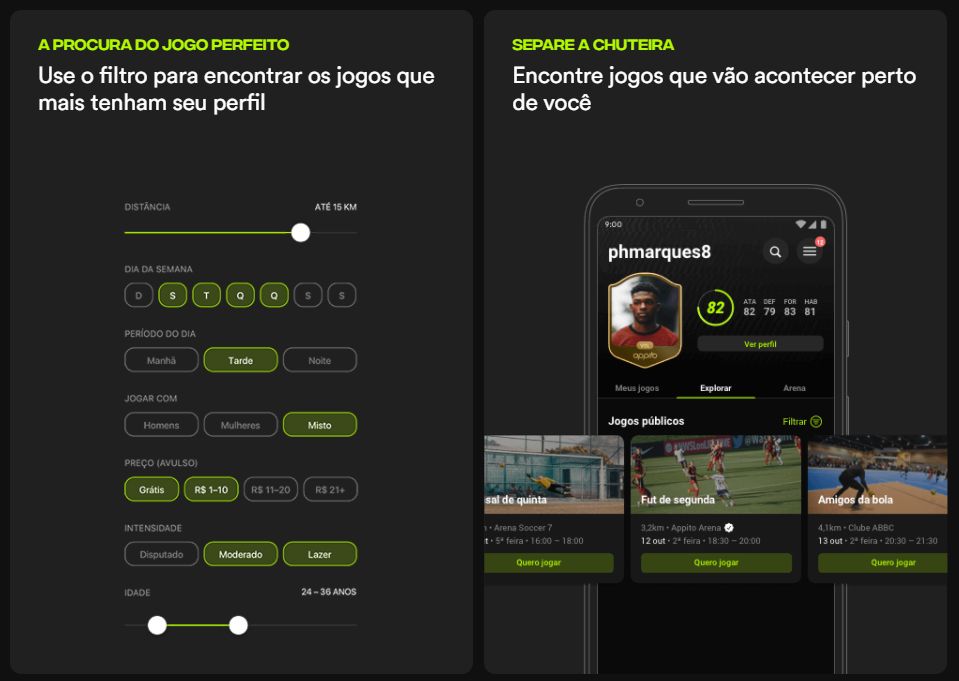 A PROCURA DO JOGO PERFEITO
Use o filtro para encontrar os jogos que
mais tenham seu perfil
DISTÂNCIA ATÉ 15 KM
DIA DA SEMANA
D S T Q Q S S
PERÍODO DO DIA
Manhã Tarde Noite
JOGAR COM
Homens Mulheres Misto
PREÇO (AVULSO)
Grátis R$ 1–10 R$ 11–20 R$ 21+
INTENSIDADE
Disputado Moderado Lazer
IDADE 24 – 36 ANOS
SEPARE A CHUTEIRA
Encontre jogos que vão acontecer perto
de você
9:00
phmarques8
12
82
ATA DEF FOR HAB
82 79 83 81
appito
Ver perfil
Meus jogos Explorar Arena
Jogos públicos Filtrar
sal de quinta
• Arena Soccer 7
• 5ª feira • 16:00 – 18:00
Quero jogar
Fut de segunda
3,2km • Appito Arena
12 out • 2ª feira • 18:30 – 20:00
Quero jogar
Amigos da bola
4,1km • Clube ABBC
13 out • 2ª feira • 20:30 – 21:30
Quero jogar